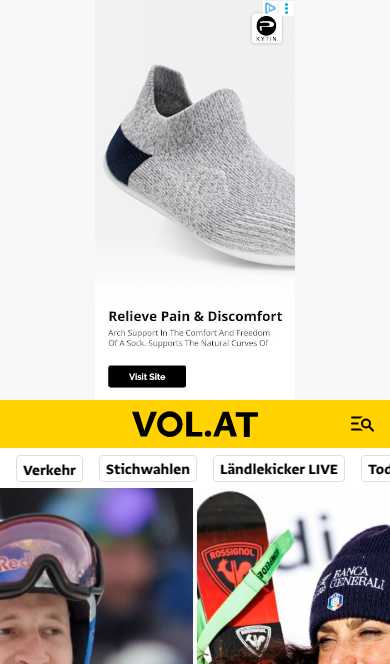 KYTIN
Relieve Pain & Discomfort
Arch Support In The Comfort And Freedom
Of A Sock. Supports The Natural Curves Of
Visit Site
VOL.AT
Verkehr
Stichwahlen
Ländlekicker LIVE
Tod
Red
ROSSIGNOL
ROSSIGNOL
BANCA
GENERALI